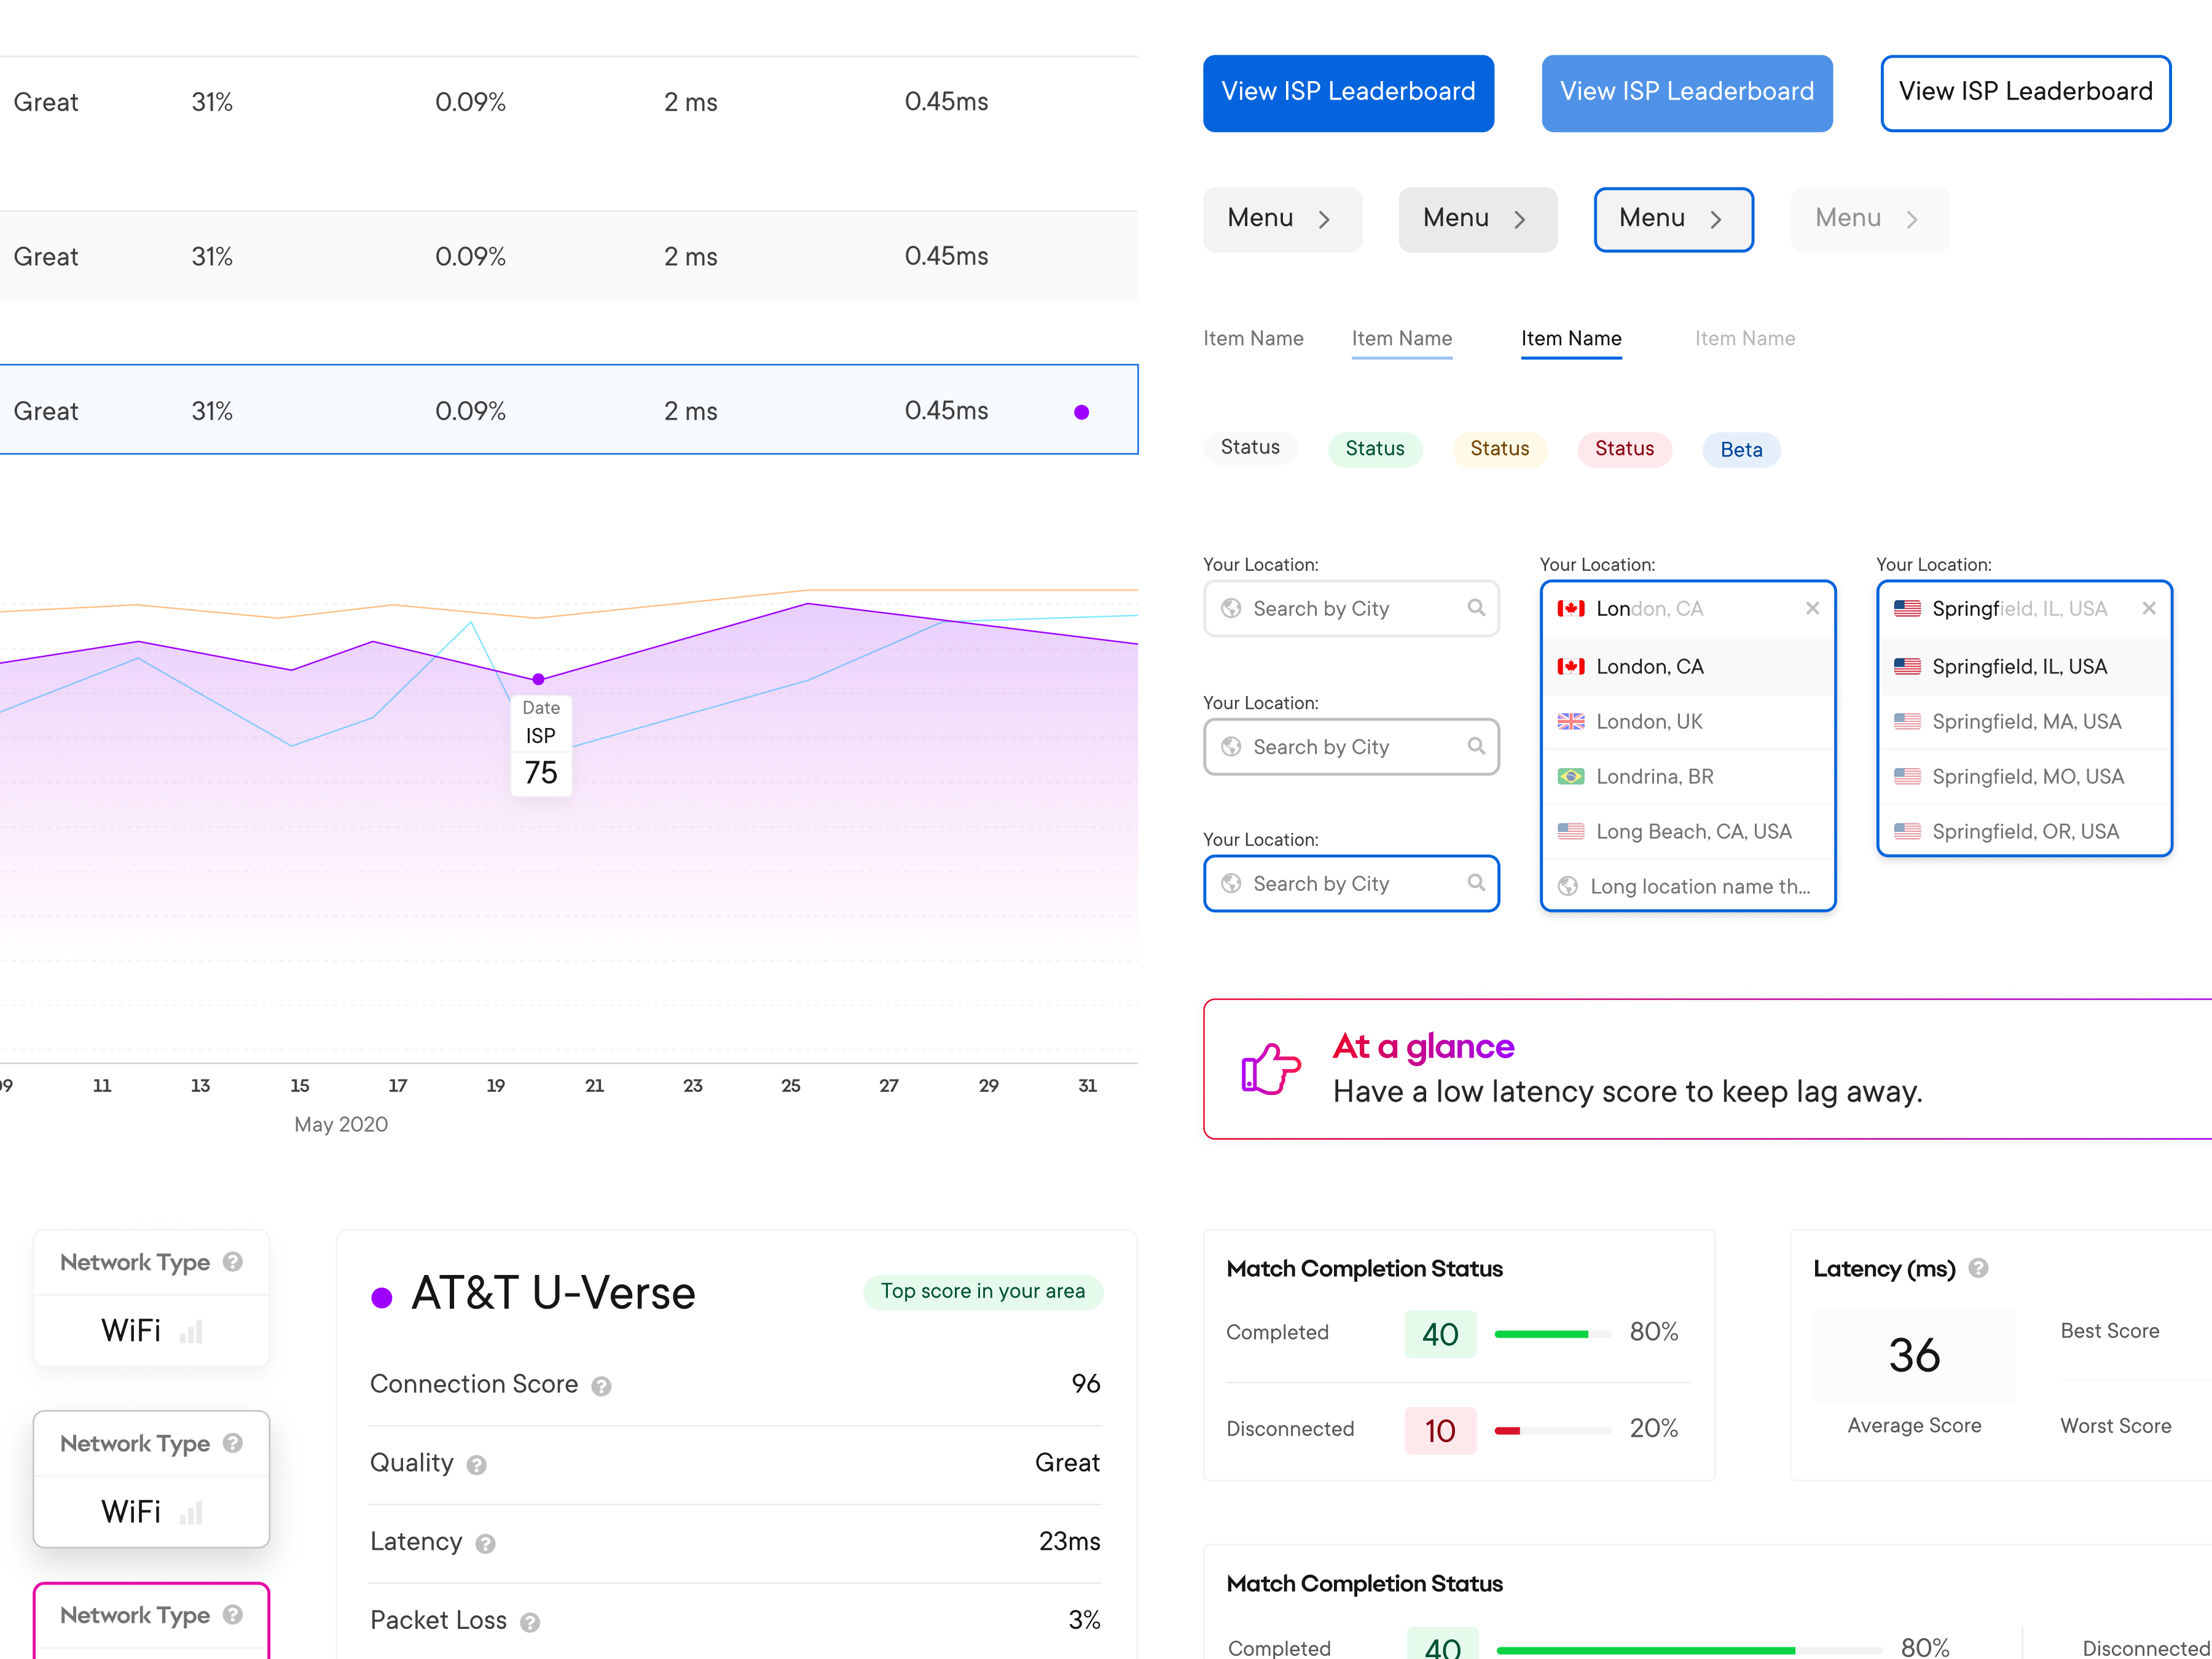 Great 31% 0.09% 2 ms 0.45ms
Great 31% 0.09% 2 ms 0.45ms
Great 31% 0.09% 2 ms 0.45ms
Date
ISP
75
09 11 13 15 17 19 21 23 25 27 29 31
May 2020
View ISP Leaderboard View ISP Leaderboard View ISP Leaderboard
Menu Menu Menu Menu
Item Name Item Name Item Name Item Name
Status Status Status Status Beta
Your Location:
Search by City
Your Location:
Search by City
Your Location:
Search by City
Your Location:
London, CA
London, CA
London, UK
Londrina, BR
Long Beach, CA, USA
Long location name th...
Your Location:
Springfield, IL, USA
Springfield, IL, USA
Springfield, MA, USA
Springfield, MO, USA
Springfield, OR, USA
At a glance
Have a low latency score to keep lag away.
Network Type ?
WiFi
Network Type ?
WiFi
Network Type ?
AT&T U-Verse Top score in your area
Connection Score ? 96
Quality ? Great
Latency ? 23ms
Packet Loss ? 3%
Match Completion Status
Completed 40 80%
Disconnected 10 20%
Latency (ms) ?
36
Average Score
Best Score
Worst Score
Match Completion Status
Completed 40 80% Disconnected